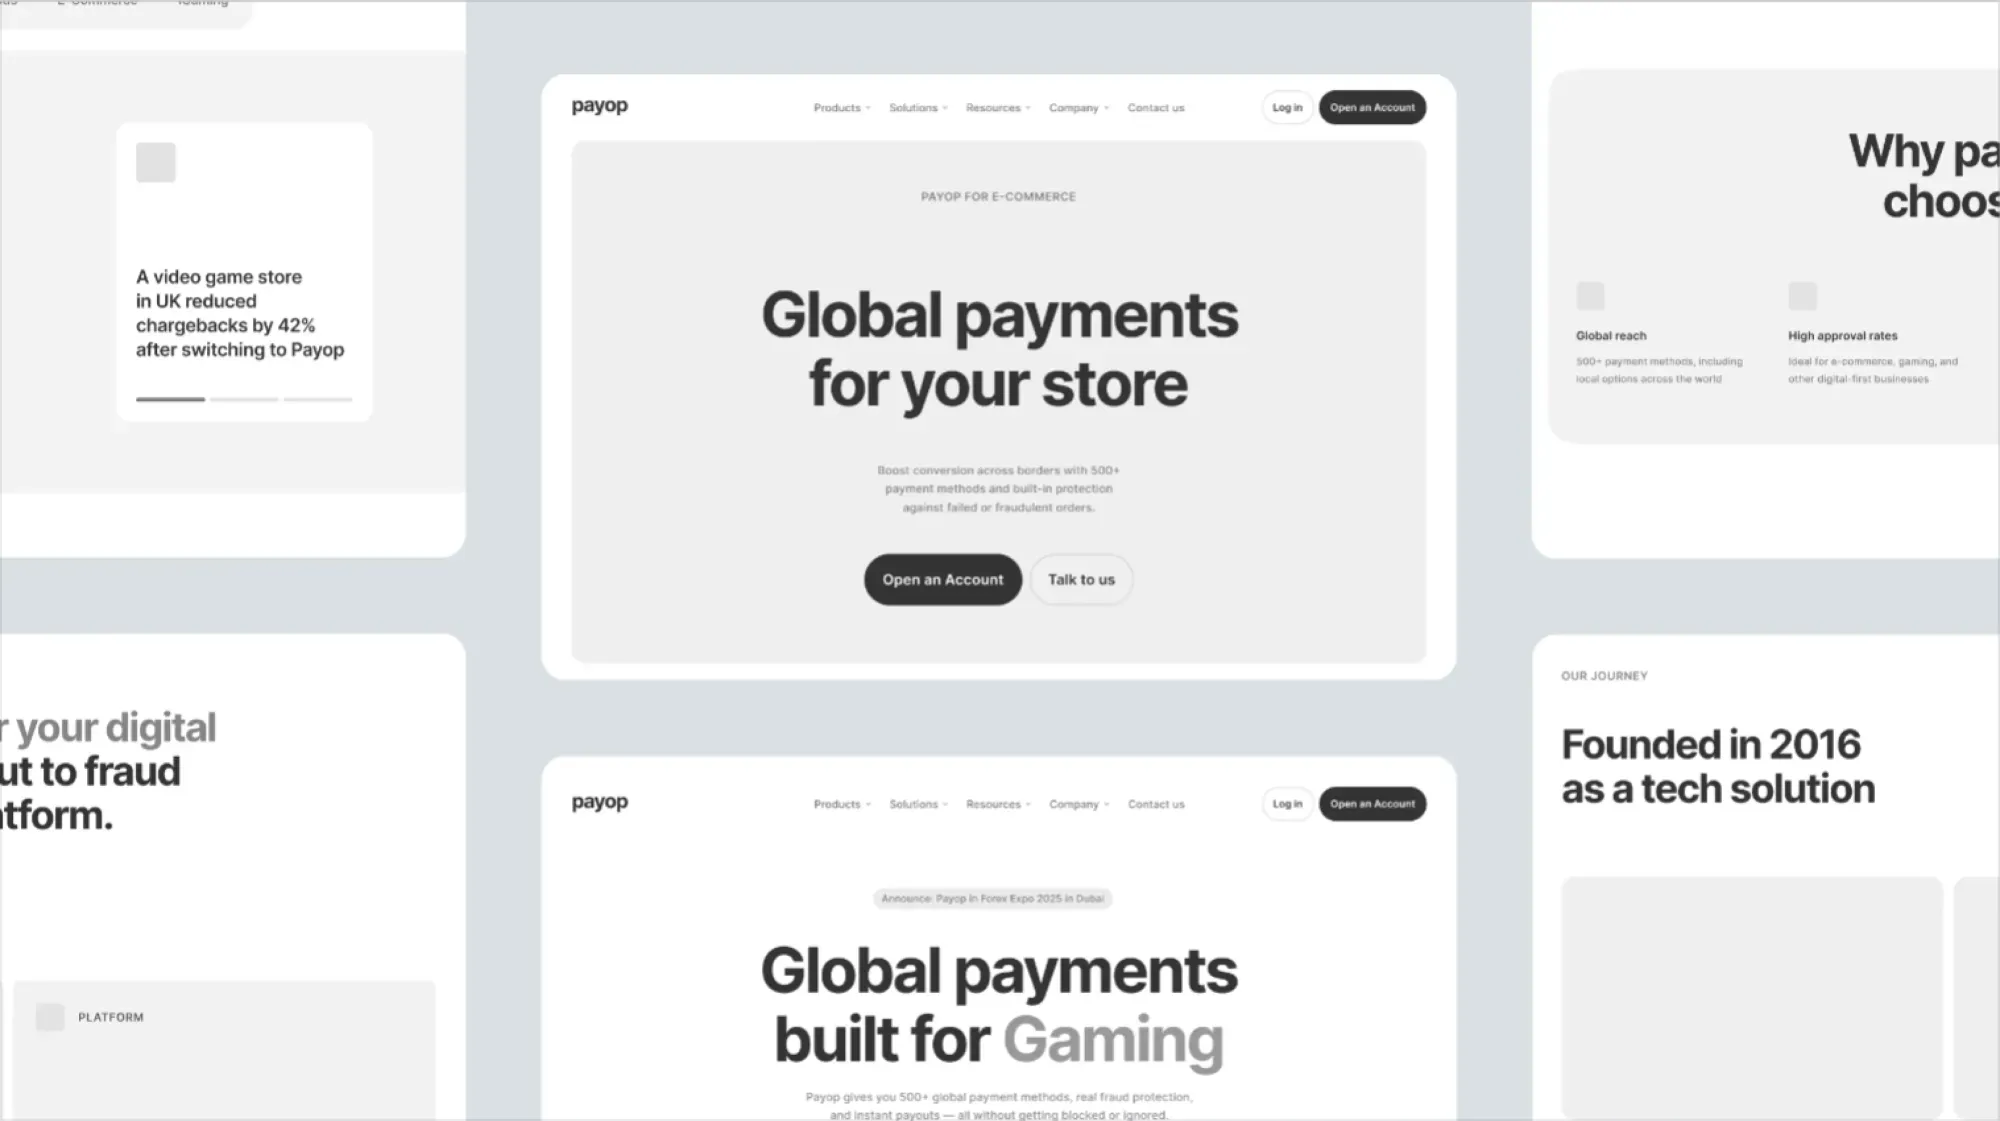 E-Commerce
payop
Products
Solutions
Resources
Company
Contact us
Log in
Open an Account
PAYOP FOR E-COMMERCE
Global payments
for your store
Boost conversion across borders with 500+
payment methods and built-in protection
against failed or fraudulent orders.
Open an Account
Talk to us
A video game store
in UK reduced
chargebacks by 42%
after switching to Payop
Why
Global reach
500+ payment methods, including
local options across the world
High approval rates
Ideal for e-commerce, gaming, and
other digital-first businesses
your digital
to fraud
PLATFORM
payop
Products
Solutions
Resources
Company
Contact us
Log in
Open an Account
Announce: Payop in Forex Expo 2025 in Dubai
Global payments
built for Gaming
Payop gives you 500+ global payment methods, real fraud protection,
and instant payouts — all without getting blocked or ignored.
OUR JOURNEY
Founded in 2016
as a tech solution